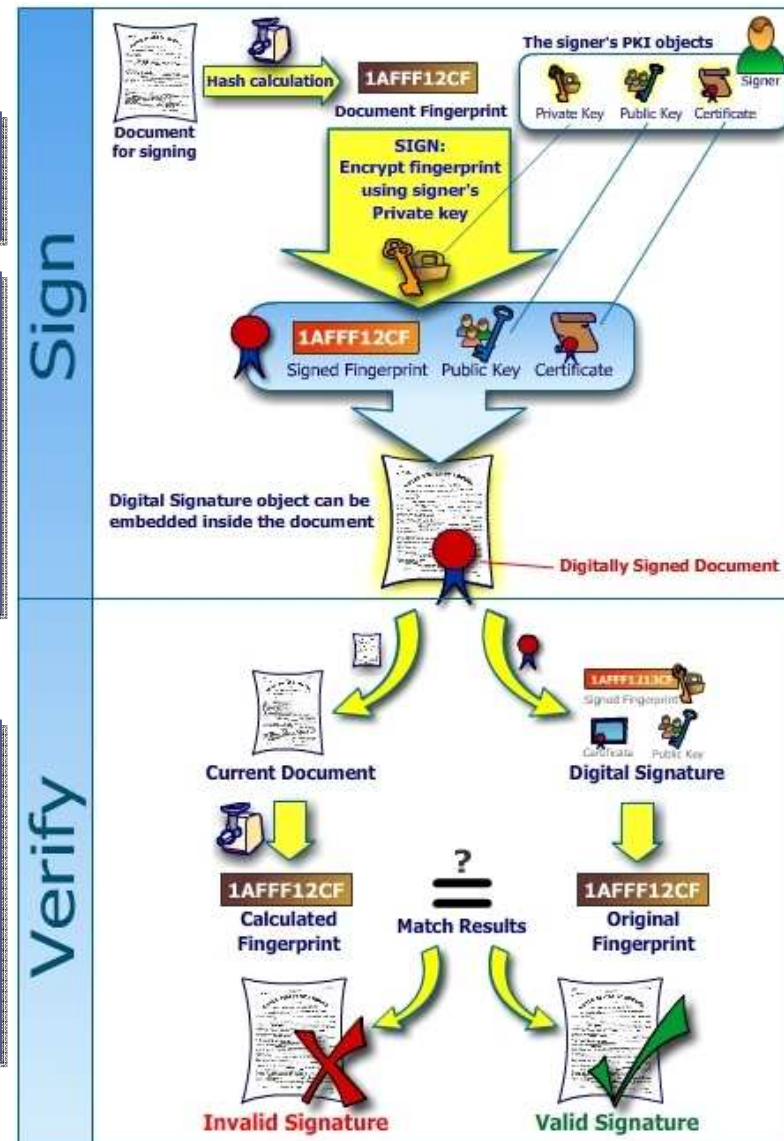 Sign
The signer's PKI objects
Signer
Private Key
Public Key
Certificate
Hash calculation
1AFFF12CF
Document Fingerprint
Document
for signing
SIGN:
Encrypt fingerprint
using signer's
Private key
1AFFF12CF
Signed Fingerprint
Public Key
Certificate
Digital Signature object can be
embedded inside the document
Digitally Signed Document
Verify
Current Document
1AFFF1213CF
Signed Fingerprint
Certificate
Public Key
Digital Signature
1AFFF12CF
Calculated
Fingerprint
?
=
Match Results
1AFFF12CF
Original
Fingerprint
Invalid Signature
Valid Signature